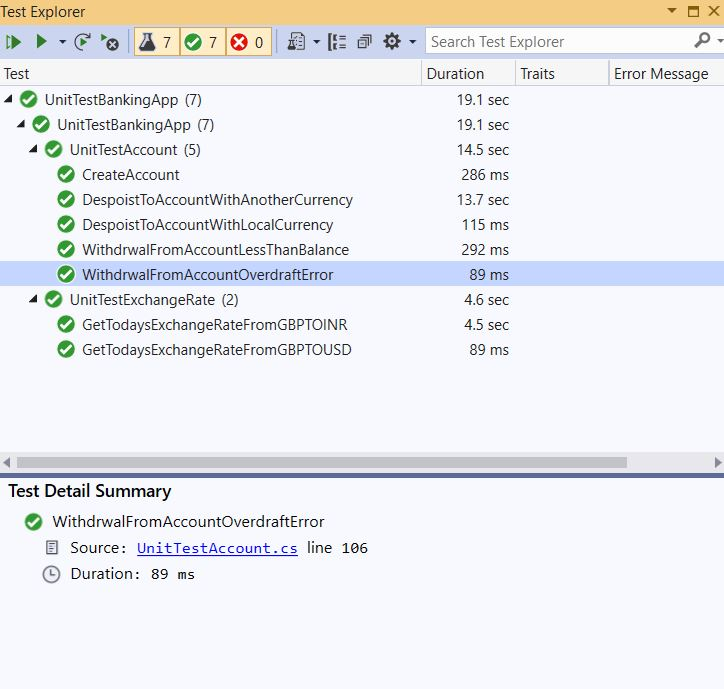 Test Explorer
7 7 0 Search Test Explorer
Test Duration Traits Error Message
UnitTestBankingApp (7) 19.1 sec
UnitTestBankingApp (7) 19.1 sec
UnitTestAccount (5) 14.5 sec
CreateAccount 286 ms
DespoistToAccountWithAnotherCurrency 13.7 sec
DespoistToAccountWithLocalCurrency 115 ms
WithdrwalFromAccountLessThanBalance 292 ms
WithdrwalFromAccountOverdraftError 89 ms
UnitTestExchangeRate (2) 4.6 sec
GetTodaysExchangeRateFromGBPTOINR 4.5 sec
GetTodaysExchangeRateFromGBPTOUSD 89 ms
Test Detail Summary
WithdrwalFromAccountOverdraftError
Source: UnitTestAccount.cs line 106
Duration: 89 ms